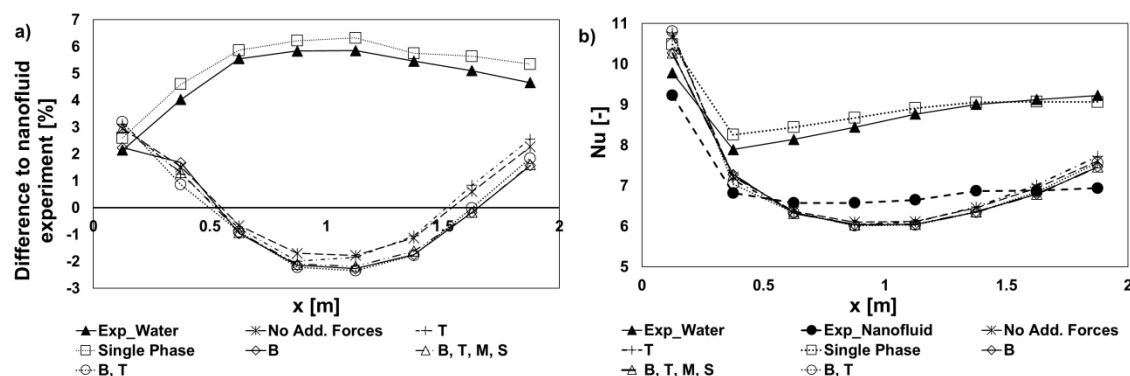 a)
Difference to nanofluid
experiment [%]
7
6
5
4
3
2
1
0
-1
-2
-3
0 0.5 1 1.5 2
x [m]
Exp_Water No Add. Forces T
Single Phase B B, T, M, S
B, T
b)
Nu [-]
11
10
9
8
7
6
5
0 0.5 1 1.5 2
x [m]
Exp_Water Exp_Nanofluid No Add. Forces
T Single Phase B
B, T, M, S B, T